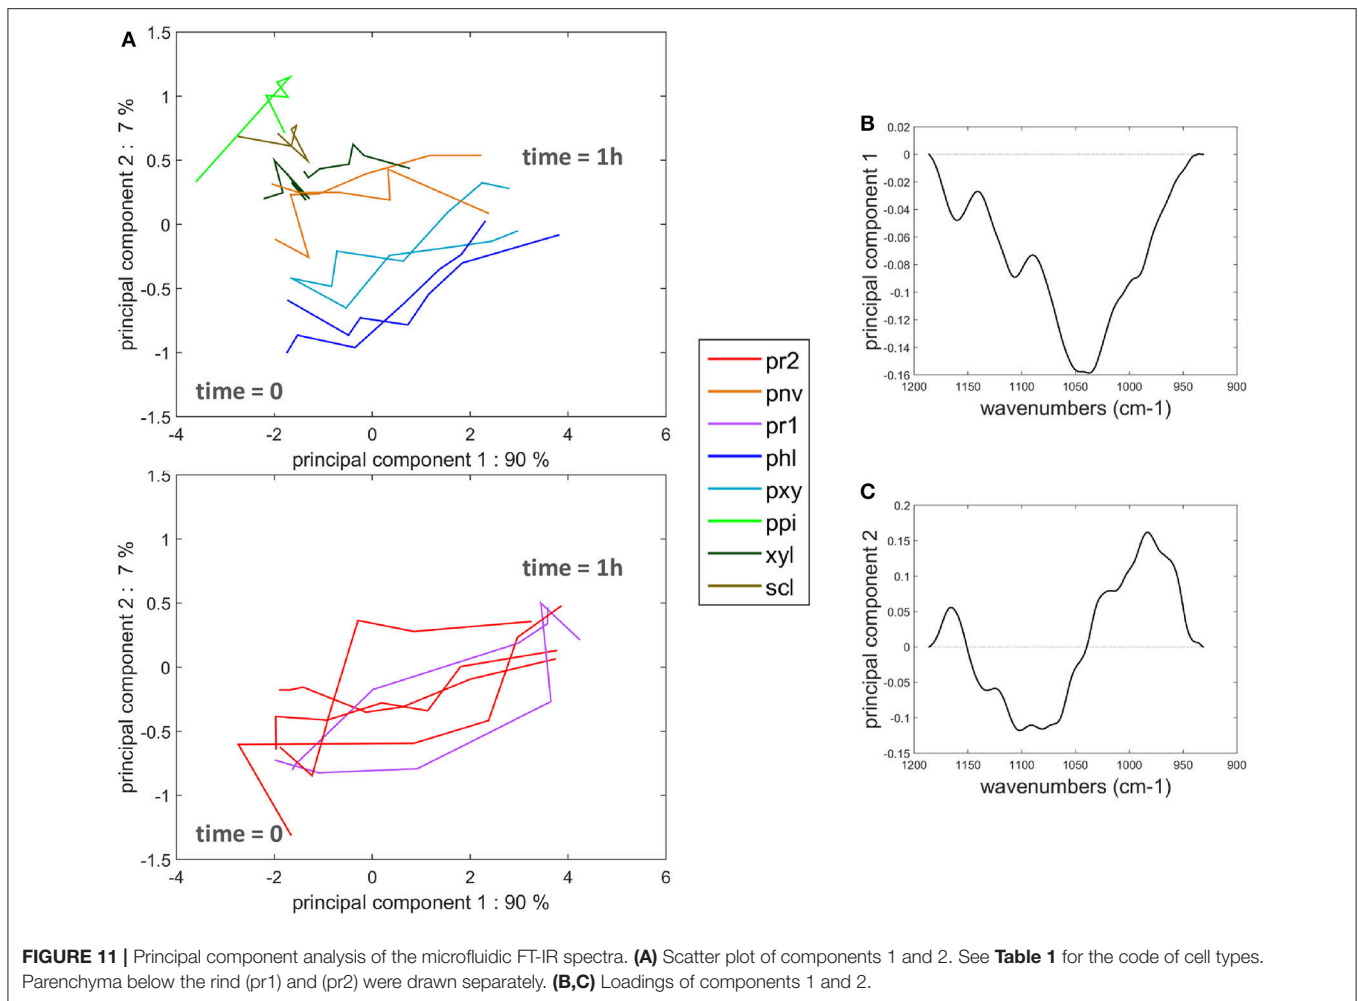 A
1.5
1
0.5
0
-0.5
-1
-1.5
principal component 2 : 7 %
time = 1h
time = 0
-4 -2 0 2 4 6
principal component 1 : 90 %
1.5
1
0.5
0
-0.5
-1
-1.5
principal component 2 : 7 %
time = 1h
time = 0
-4 -2 0 2 4 6
principal component 1 : 90 %
pr2
pnv
pr1
phl
pxy
ppi
xyl
scl
B
0.02
0
-0.02
-0.04
-0.06
-0.08
-0.1
-0.12
-0.14
-0.16
principal component 1
1200 1150 1100 1050 1000 950 900
wavenumbers (cm-1)
C
0.2
0.15
0.1
0.05
0
-0.05
-0.1
-0.15
principal component 2
1200 1150 1100 1050 1000 950 900
wavenumbers (cm-1)
FIGURE 11 | Principal component analysis of the microfluidic FT-IR spectra. (A) Scatter plot of components 1 and 2. See Table 1 for the code of cell types.
Parenchyma below the rind (pr1) and (pr2) were drawn separately. (B,C) Loadings of components 1 and 2.